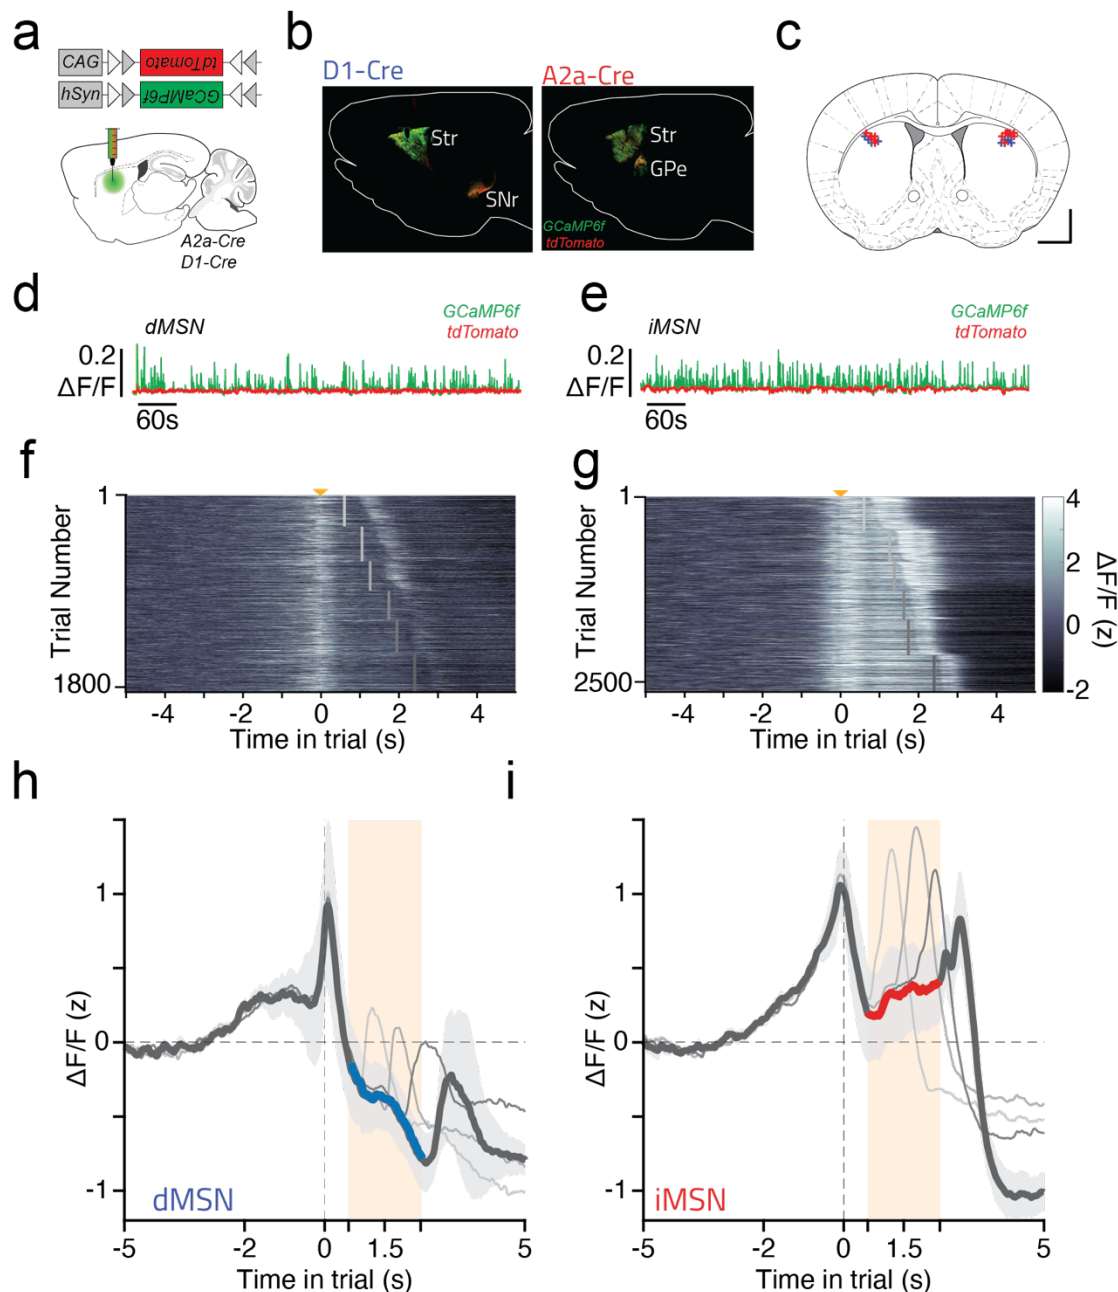 a
CAG
tdTomato
hSyn
GCaMP6f
A2a-Cre
D1-Cre
b
D1-Cre
Str
SNr
A2a-Cre
Str
GPe
GCaMP6f
tdTomato
c
d
dMSN
GCaMP6f
tdTomato
0.2
ΔF/F
60s
e
iMSN
GCaMP6f
tdTomato
0.2
ΔF/F
60s
f
1
Trial Number
1800
-4 -2 0 2 4
Time in trial (s)
g
1
Trial Number
2500
-4 -2 0 2 4
Time in trial (s)
4
2
0
-2
ΔF/F (z)
h
1
0
-1
ΔF/F (z)
dMSN
-5 -2 0 1.5 5
Time in trial (s)
i
1
0
-1
ΔF/F (z)
iMSN
-5 -2 0 1.5 5
Time in trial (s)